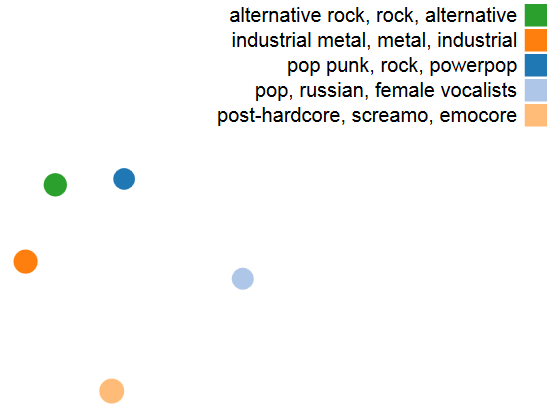 alternative rock, rock, alternative
industrial metal, metal, industrial
pop punk, rock, powerpop
pop, russian, female vocalists
post-hardcore, screamo, emocore